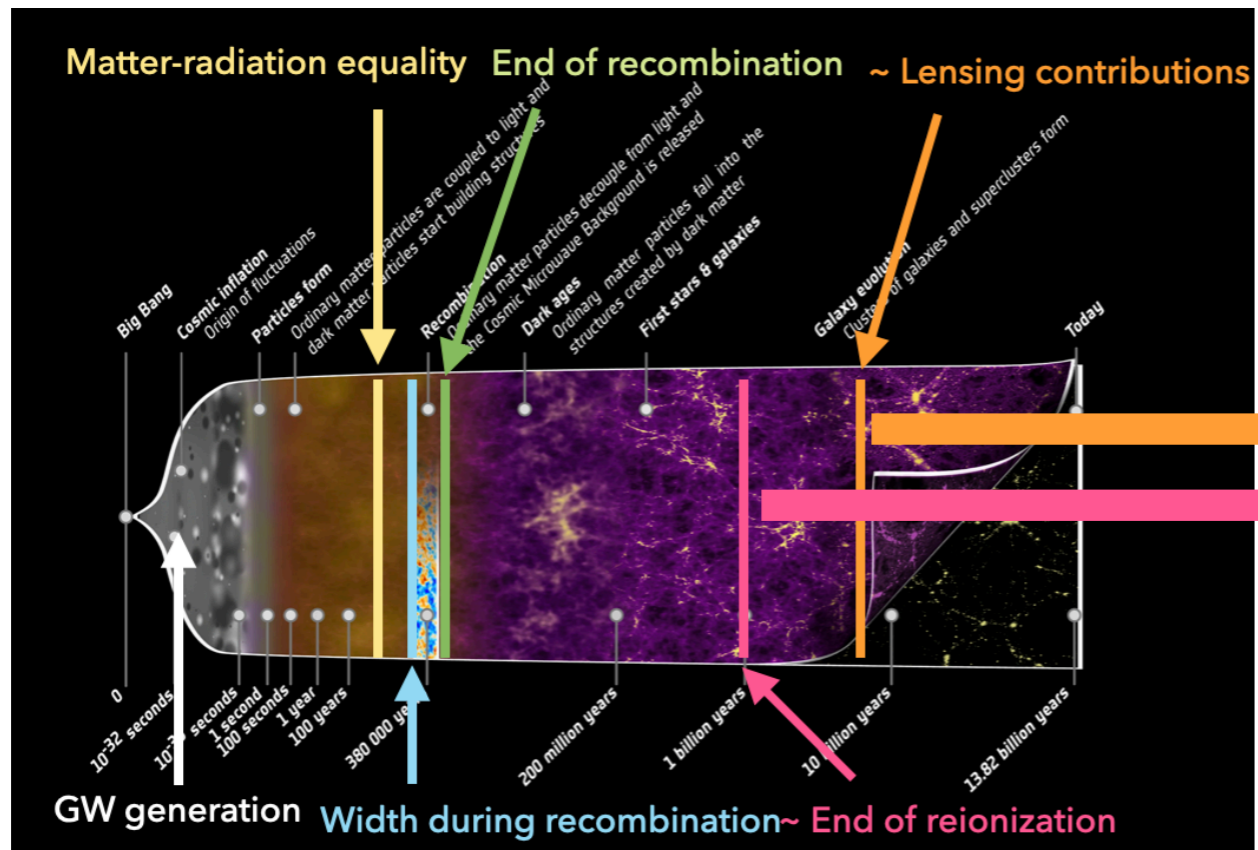 Matter-radiation equality
End of recombination
~ Lensing contributions
Big Bang
Cosmic inflation
Origin of fluctuations
Particles form
Ordinary matter particles are coupled to light and
dark matter particles start building structures
Recombination
Ordinary matter particles decouple from light and
the Cosmic Microwave Background is released
Dark ages
Ordinary matter particles fall into the
structures created by dark matter
First stars & galaxies
Galaxy evolution
Clusters of galaxies and superclusters form
Today
0
10-32 seconds
seconds
1 second
100 seconds
1 year
100 years
380 000
200 million years
1 billion years
10 billion years
13.82 billion years
GW generation
Width during recombination
~ End of reionization